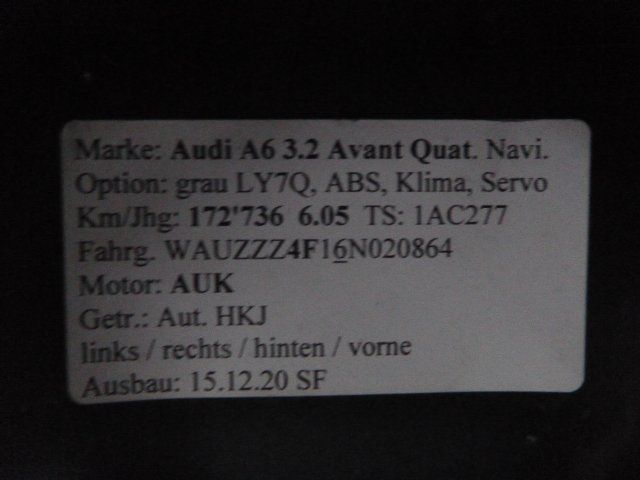 Marke: Audi A6 3.2 Avant Quat. Navi.
Option: grau LY7Q, ABS, Klima, Servo
Km/Jhg: 172'736 6.05 TS: 1AC277
Fahrg. WAUZZZ4F16N020864
Motor: AUK
Getr.: Aut. HKJ
links / rechts / hinten / vorne
Ausbau: 15.12.20 SF